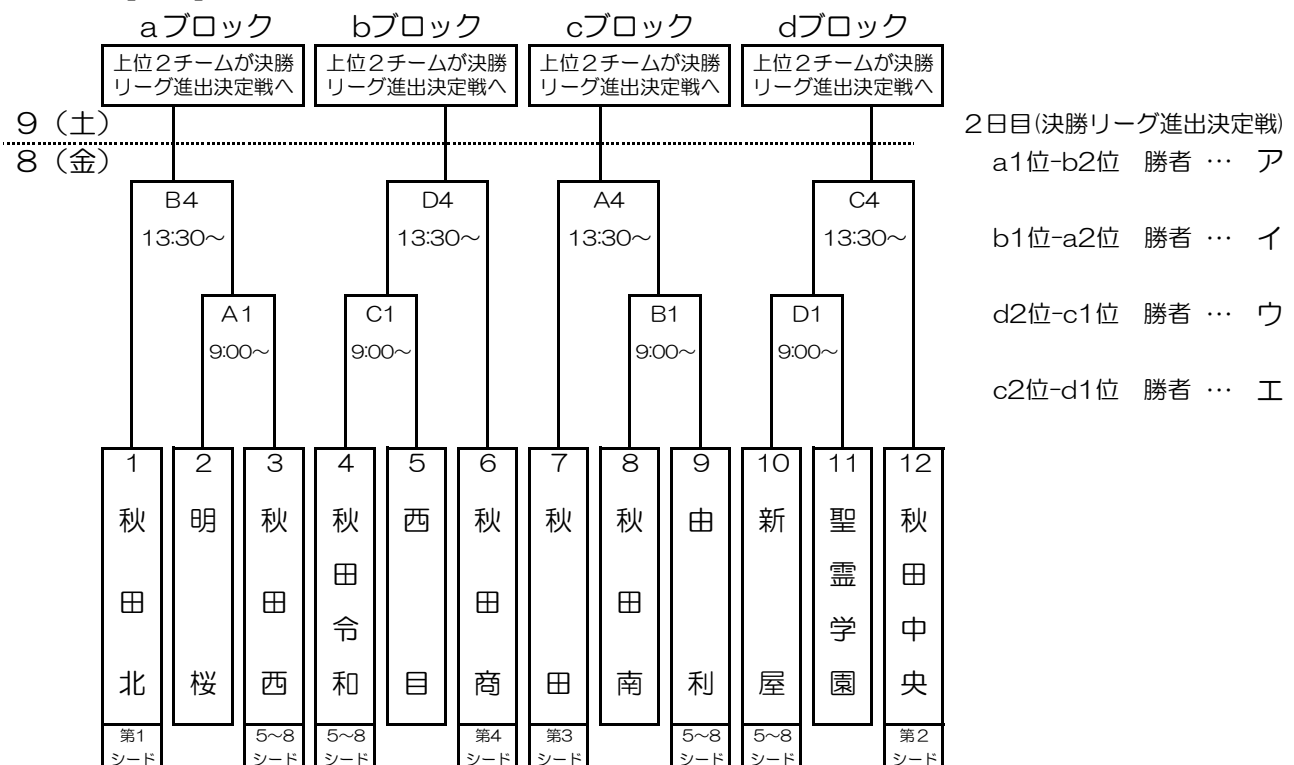 aブロック bブロック cブロック dブロック
上位2チームが決勝リーグ進出決定戦へ 上位2チームが決勝リーグ進出決定戦へ 上位2チームが決勝リーグ進出決定戦へ 上位2チームが決勝リーグ進出決定戦へ
9（土）
8（金）
2日目(決勝リーグ進出決定戦)
a1位-b2位 勝者 … ア
b1位-a2位 勝者 … イ
d2位-c1位 勝者 … ウ
c2位-d1位 勝者 … エ
B4 D4 A4 C4
13:30～ 13:30～ 13:30～ 13:30～
A1 C1 B1 D1
9:00～ 9:00～ 9:00～ 9:00～
1 2 3 4 5 6 7 8 9 10 11 12
秋田北
明桜
秋田西
秋田令和
西目
秋田商
秋田
秋田南
由利
新屋
聖霊学園
秋田中央
第1シード 5～8シード 5～8シード 第4シード 第3シード 5～8シード 5～8シード 第2シード